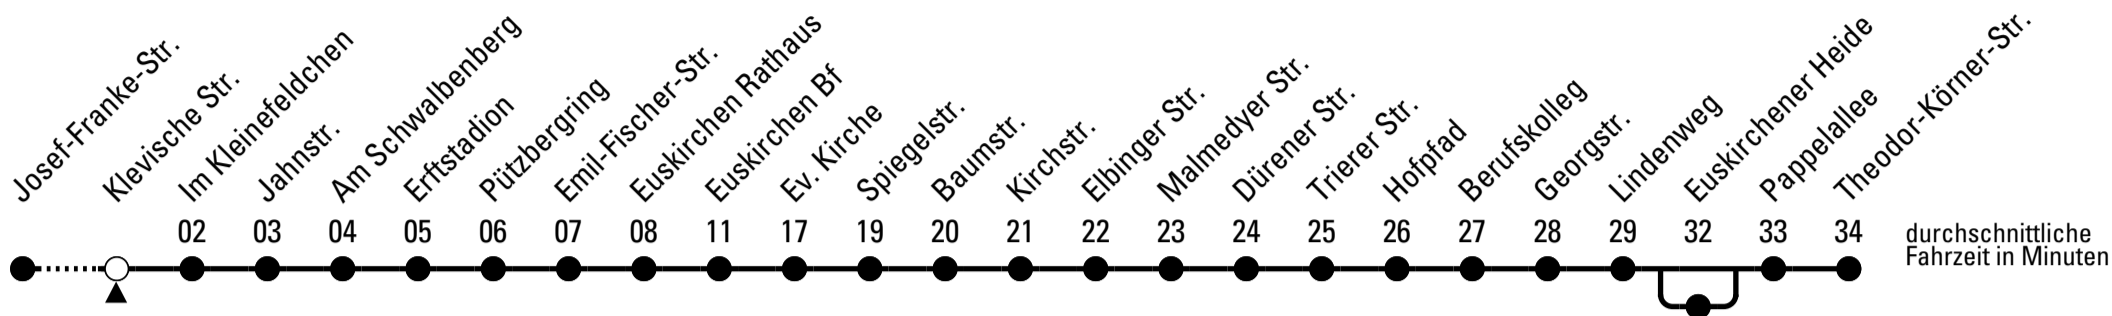 Josef-Franke-Str.
Klevische Str.
Im Kleinefeldchen
Jahnstr.
Am Schwalbenberg
Erftstadion
Pützbergring
Emil-Fischer-Str.
Euskirchen Rathaus
Euskirchen Bf
Ev. Kirche
Spiegelstr.
Baumstr.
Kirchstr.
Elbinger Str.
Malmedyer Str.
Dürener Str.
Trierer Str.
Hofpfad
Berufskolleg
Georgstr.
Lindenweg
Euskirchener Heide
Pappelallee
Theodor-Körner-Str.
02 03 04 05 06 07 08 11 17 19 20 21 22 23 24 25 26 27 28 29 32 33 34
durchschnittliche
Fahrzeit in Minuten